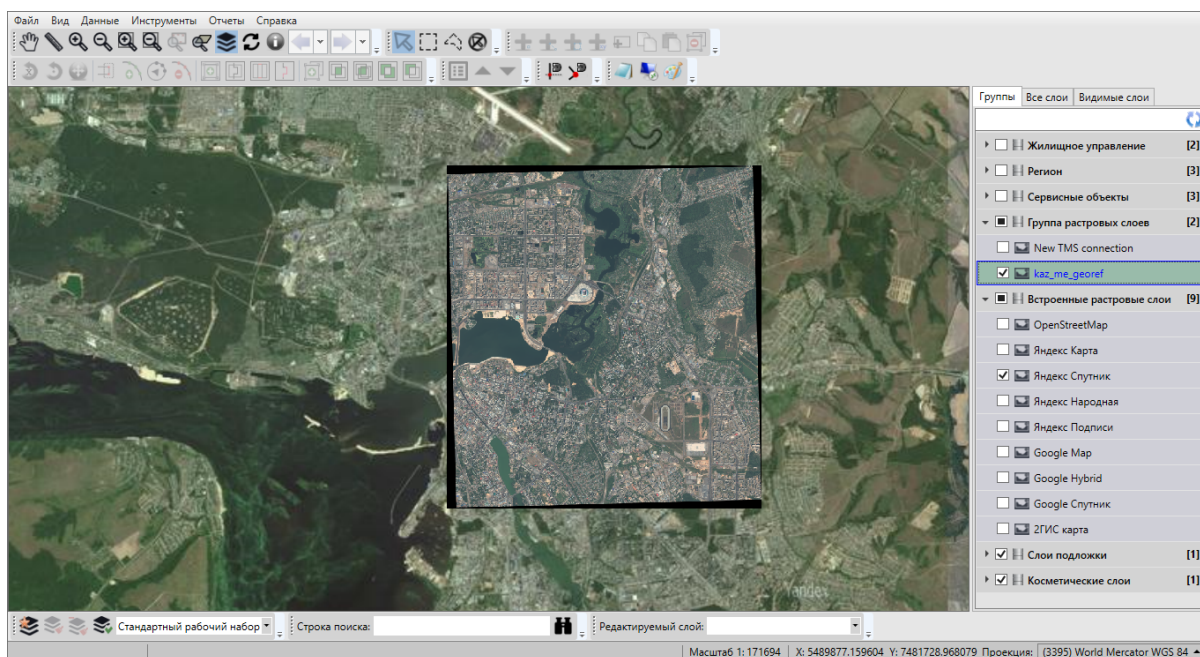 Файл Вид Данные Инструменты Отчеты Справка
Группы Все слои Видимые слои
Жилищное управление [2]
Регион [3]
Сервисные объекты [3]
Группа растровых слоев [2]
New TMS connection
kaz_me_georef
Встроенные растровые слои [9]
OpenStreetMap
Яндекс Карта
Яндекс Спутник
Яндекс Народная
Яндекс Подписи
Google Map
Google Hybrid
Google Спутник
2ГИС карта
Слои подложки [1]
Косметические слои [1]
Yandex
Стандартный рабочий набор Строка поиска: Редактируемый слой:
Масштаб 1: 171694 X: 5489877.159604 Y: 7481728.968079 Проекция: (3395) World Mercator WGS 84